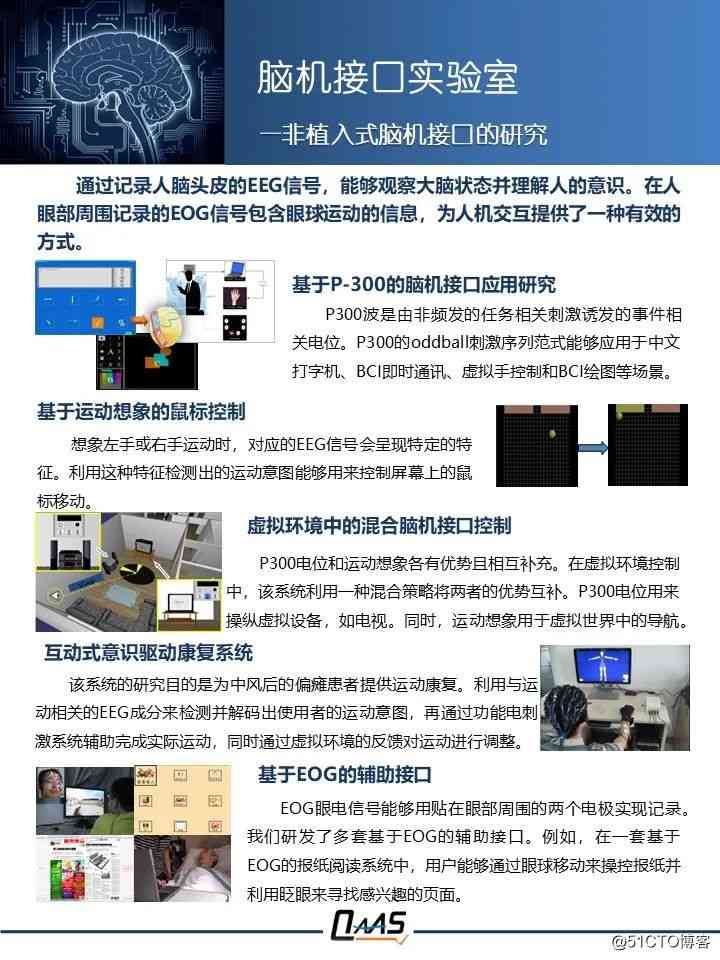 脑机接口实验室
—非植入式脑机接口的研究
通过记录人脑头皮的EEG信号，能够观察大脑状态并理解人的意识。在人
眼部周围记录的EOG信号包含眼球运动的信息，为人机交互提供了一种有效的
方式。
基于P-300的脑机接口应用研究
P300波是由非频发的任务相关刺激诱发的事件相
关电位。P300的oddball刺激序列范式能够应用于中文
打字机、BCI即时通讯、虚拟手控制和BCI绘图等场景。
基于运动想象的鼠标控制
想象左手或右手运动时，对应的EEG信号会呈现特定的特
征。利用这种特征检测出的运动意图能够用来控制屏幕上的鼠
标移动。
虚拟环境中的混合脑机接口控制
P300电位和运动想象各有优势且相互补充。在虚拟环境控制
中，该系统利用一种混合策略将两者的优势互补。P300电位用来
操纵虚拟设备，如电视。同时，运动想象用于虚拟世界中的导航。
互动式意识驱动康复系统
该系统的研究目的是为中风后的偏瘫患者提供运动康复。利用与运
动相关的EEG成分来检测并解码出使用者的运动意图，再通过功能电刺
激系统辅助完成实际运动，同时通过虚拟环境的反馈对运动进行调整。
基于EOG的辅助接口
EOG眼电信号能够用贴在眼部周围的两个电极实现记录。
我们研发了多套基于EOG的辅助接口。例如，在一套基于
EOG的报纸阅读系统中，用户能够通过眼球移动来操控报纸并
利用眨眼来寻找感兴趣的页面。
@51CTO博客